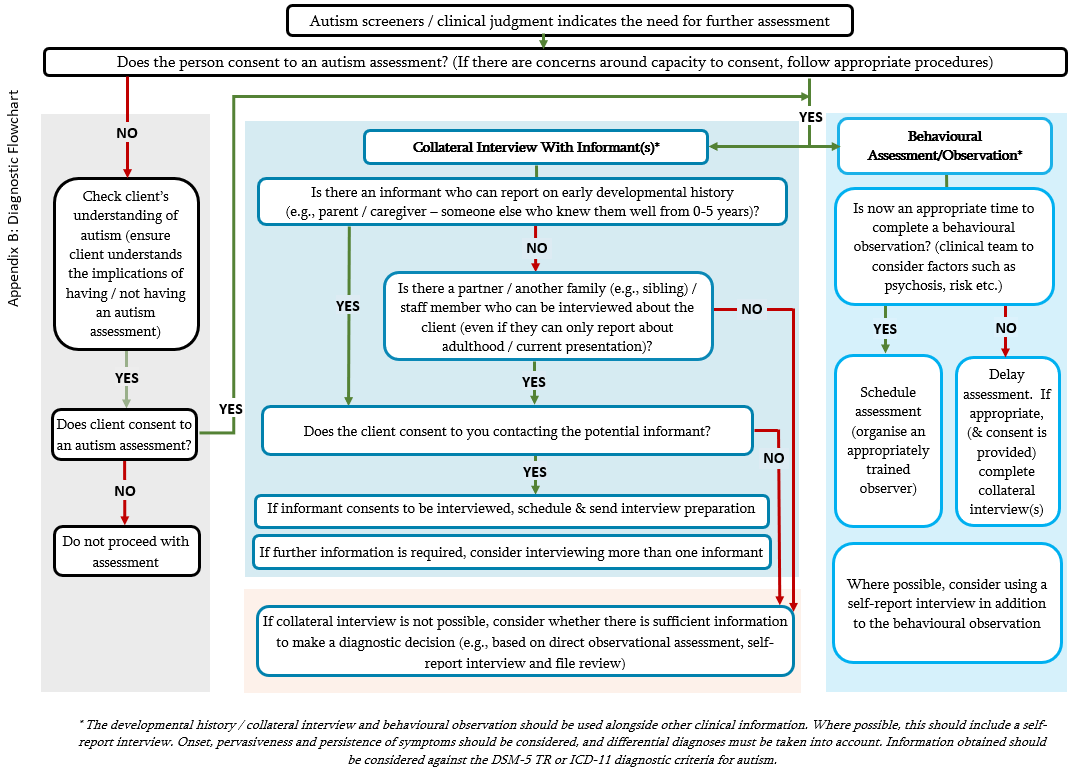 Appendix B: Diagnostic Flowchart
Autism screeners / clinical judgment indicates the need for further assessment
Does the person consent to an autism assessment? (If there are concerns around capacity to consent, follow appropriate procedures)
NO
Check client's
understanding of
autism (ensure
client understands
the implications of
having / not having
an autism
assessment)
YES
Does client consent to
an autism assessment?
YES
NO
Do not proceed with
assessment
YES
Collateral Interview With Informant(s)*
Is there an informant who can report on early developmental history
(e.g., parent / caregiver – someone else who knew them well from 0-5 years)?
YES
NO
Is there a partner / another family (e.g., sibling) /
staff member who can be interviewed about the
client (even if they can only report about
adulthood / current presentation)?
NO
YES
Does the client consent to you contacting the potential informant?
NO
YES
If informant consents to be interviewed, schedule & send interview preparation
If further information is required, consider interviewing more than one informant
If collateral interview is not possible, consider whether there is sufficient information
to make a diagnostic decision (e.g., based on direct observational assessment, self-
report interview and file review)
Behavioural
Assessment/Observation*
Is now an appropriate time to
complete a behavioural
observation? (clinical team to
consider factors such as
psychosis, risk etc.)
YES
NO
Schedule
assessment
(organise an
appropriately
trained
observer)
Delay
assessment. If
appropriate,
(& consent is
provided)
complete
collateral
interview(s)
Where possible, consider using a
self-report interview in addition
to the behavioural observation
* The developmental history / collateral interview and behavioural observation should be used alongside other clinical information. Where possible, this should include a self-
report interview. Onset, pervasiveness and persistence of symptoms should be considered, and differential diagnoses must be taken into account. Information obtained should
be considered against the DSM-5 TR or ICD-11 diagnostic criteria for autism.